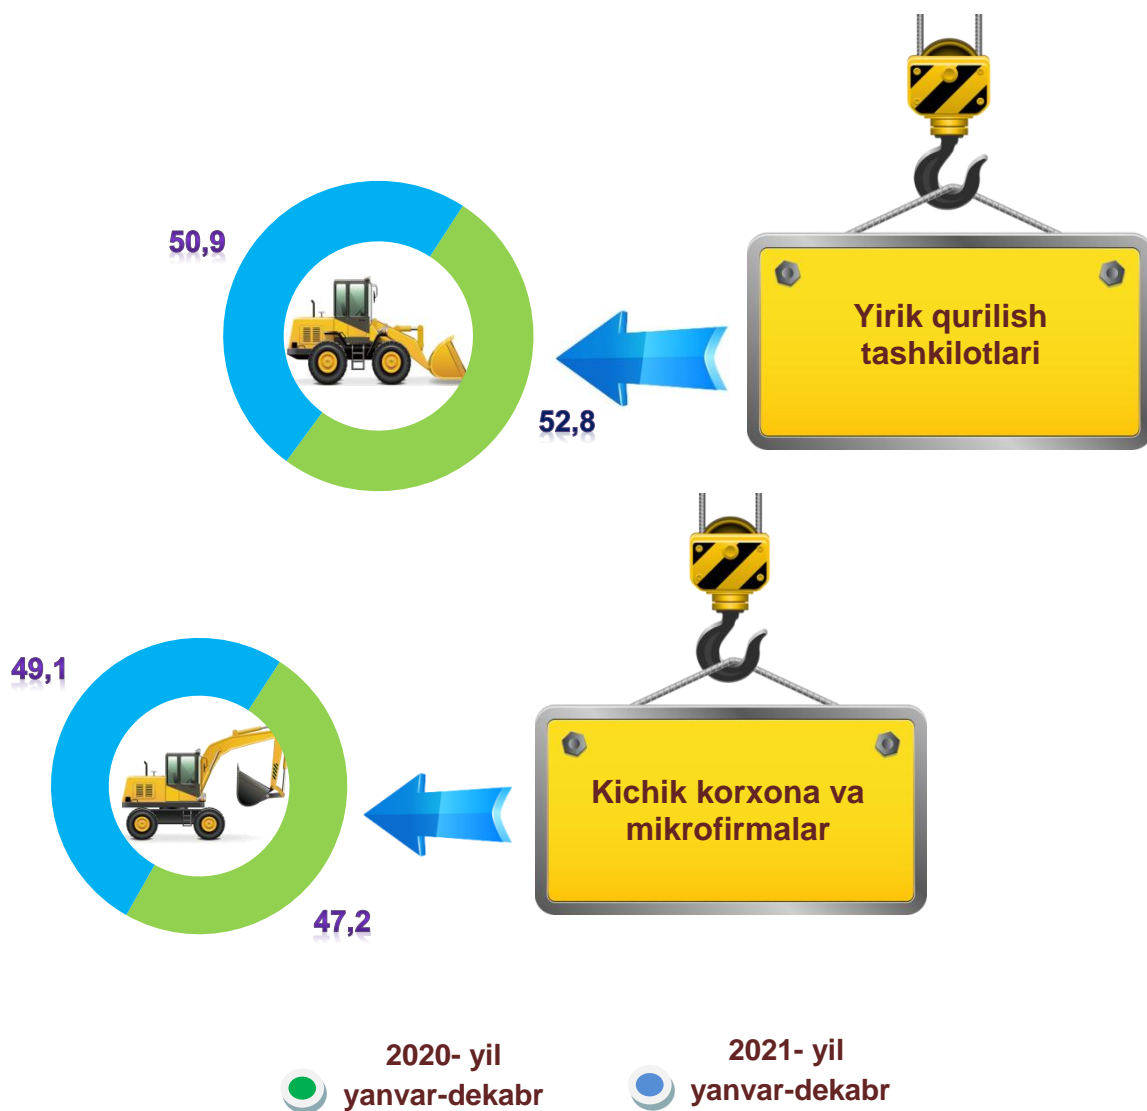 50,9
Yirik qurilish
tashkilotlari
52,8
49,1
Kichik korxona va
mikrofirmalar
47,2
2020- yil
yanvar-dekabr
2021- yil
yanvar-dekabr